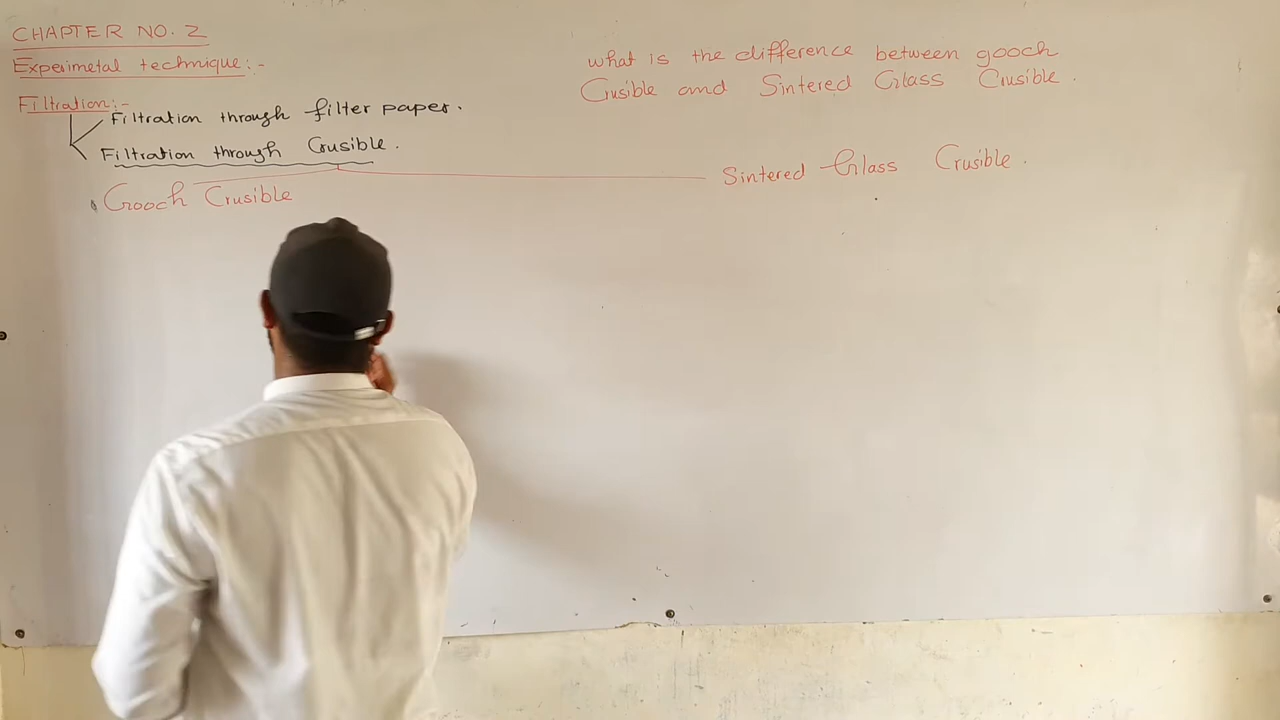 CHAPTER NO. 2
Experimetal technique:-
Filtration:-
Filtration through filter paper.
Filtration through Crusible.
what is the difference between gooch
Crusible and Sintered Glass Crusible.
Gooch Crusible
Sintered Glass Crusible.